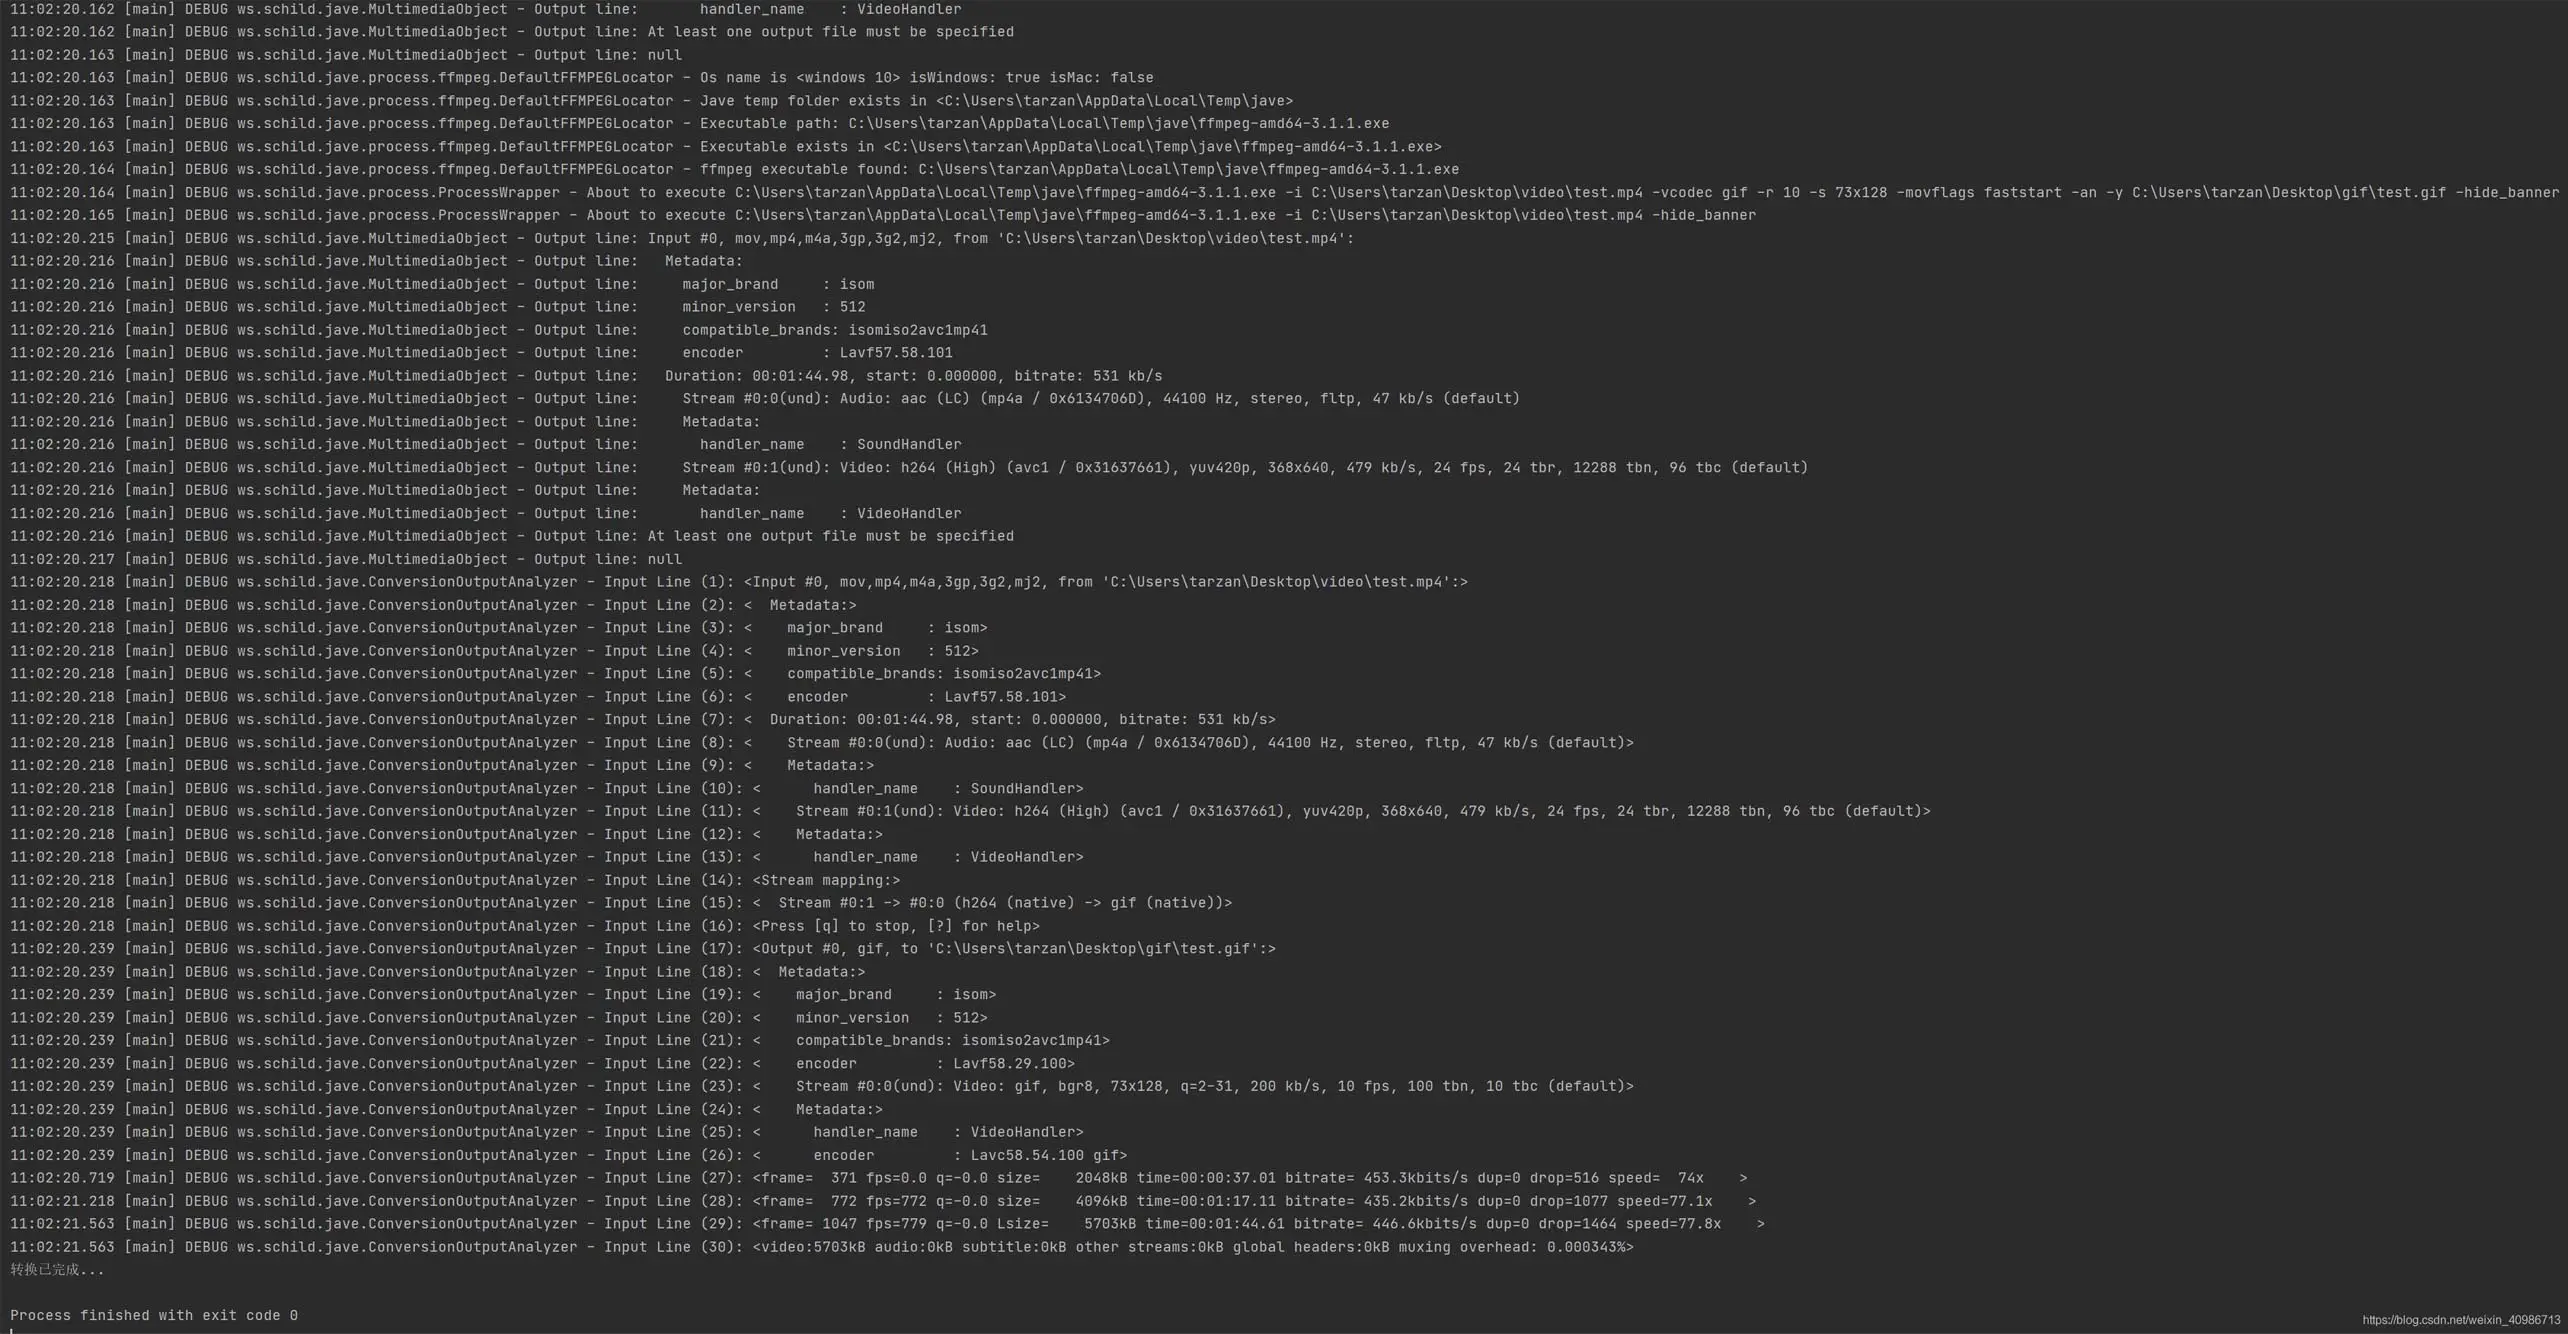 11:02:20.162 [main] DEBUG ws.schild.jave.MultimediaObject - Output line:       handler_name    : VideoHandler
11:02:20.162 [main] DEBUG ws.schild.jave.MultimediaObject - Output line: At least one output file must be specified
11:02:20.163 [main] DEBUG ws.schild.jave.MultimediaObject - Output line: null
11:02:20.163 [main] DEBUG ws.schild.jave.process.ffmpeg.DefaultFFMPEGLocator - Os name is <windows 10> isWindows: true isMac: false
11:02:20.163 [main] DEBUG ws.schild.jave.process.ffmpeg.DefaultFFMPEGLocator - Jave temp folder exists in <C:\Users\tarzan\AppData\Local\Temp\jave>
11:02:20.163 [main] DEBUG ws.schild.jave.process.ffmpeg.DefaultFFMPEGLocator - Executable path: C:\Users\tarzan\AppData\Local\Temp\jave\ffmpeg-amd64-3.1.1.exe
11:02:20.163 [main] DEBUG ws.schild.jave.process.ffmpeg.DefaultFFMPEGLocator - Executable exists in <C:\Users\tarzan\AppData\Local\Temp\jave\ffmpeg-amd64-3.1.1.exe>
11:02:20.164 [main] DEBUG ws.schild.jave.process.ffmpeg.DefaultFFMPEGLocator - ffmpeg executable found: C:\Users\tarzan\AppData\Local\Temp\jave\ffmpeg-amd64-3.1.1.exe
11:02:20.164 [main] DEBUG ws.schild.jave.process.ProcessWrapper - About to execute C:\Users\tarzan\AppData\Local\Temp\jave\ffmpeg-amd64-3.1.1.exe -i C:\Users\tarzan\Desktop\video\test.mp4 -vcodec gif -r 10 -s 73x128 -movflags faststart -an -y C:\Users\tarzan\Desktop\gif\test.gif -hide_banner
11:02:20.165 [main] DEBUG ws.schild.jave.process.ProcessWrapper - About to execute C:\Users\tarzan\AppData\Local\Temp\jave\ffmpeg-amd64-3.1.1.exe -i C:\Users\tarzan\Desktop\video\test.mp4 -hide_banner
11:02:20.215 [main] DEBUG ws.schild.jave.MultimediaObject - Output line: Input #0, mov,mp4,m4a,3gp,3g2,mj2, from 'C:\Users\tarzan\Desktop\video\test.mp4':
11:02:20.216 [main] DEBUG ws.schild.jave.MultimediaObject - Output line:   Metadata:
11:02:20.216 [main] DEBUG ws.schild.jave.MultimediaObject - Output line:     major_brand     : isom
11:02:20.216 [main] DEBUG ws.schild.jave.MultimediaObject - Output line:     minor_version   : 512
11:02:20.216 [main] DEBUG ws.schild.jave.MultimediaObject - Output line:     compatible_brands: isomiso2avc1mp41
11:02:20.216 [main] DEBUG ws.schild.jave.MultimediaObject - Output line:     encoder         : Lavf57.58.101
11:02:20.216 [main] DEBUG ws.schild.jave.MultimediaObject - Output line:   Duration: 00:01:44.98, start: 0.000000, bitrate: 531 kb/s
11:02:20.216 [main] DEBUG ws.schild.jave.MultimediaObject - Output line:     Stream #0:0(und): Audio: aac (LC) (mp4a / 0x6134706D), 44100 Hz, stereo, fltp, 47 kb/s (default)
11:02:20.216 [main] DEBUG ws.schild.jave.MultimediaObject - Output line:     Metadata:
11:02:20.216 [main] DEBUG ws.schild.jave.MultimediaObject - Output line:       handler_name    : SoundHandler
11:02:20.216 [main] DEBUG ws.schild.jave.MultimediaObject - Output line:     Stream #0:1(und): Video: h264 (High) (avc1 / 0x31637661), yuv420p, 368x640, 479 kb/s, 24 fps, 24 tbr, 12288 tbn, 96 tbc (default)
11:02:20.216 [main] DEBUG ws.schild.jave.MultimediaObject - Output line:     Metadata:
11:02:20.216 [main] DEBUG ws.schild.jave.MultimediaObject - Output line:       handler_name    : VideoHandler
11:02:20.216 [main] DEBUG ws.schild.jave.MultimediaObject - Output line: At least one output file must be specified
11:02:20.217 [main] DEBUG ws.schild.jave.MultimediaObject - Output line: null
11:02:20.218 [main] DEBUG ws.schild.jave.ConversionOutputAnalyzer - Input Line (1): <Input #0, mov,mp4,m4a,3gp,3g2,mj2, from 'C:\Users\tarzan\Desktop\video\test.mp4':>
11:02:20.218 [main] DEBUG ws.schild.jave.ConversionOutputAnalyzer - Input Line (2): <  Metadata:>
11:02:20.218 [main] DEBUG ws.schild.jave.ConversionOutputAnalyzer - Input Line (3): <    major_brand     : isom>
11:02:20.218 [main] DEBUG ws.schild.jave.ConversionOutputAnalyzer - Input Line (4): <    minor_version   : 512>
11:02:20.218 [main] DEBUG ws.schild.jave.ConversionOutputAnalyzer - Input Line (5): <    compatible_brands: isomiso2avc1mp41>
11:02:20.218 [main] DEBUG ws.schild.jave.ConversionOutputAnalyzer - Input Line (6): <    encoder         : Lavf57.58.101>
11:02:20.218 [main] DEBUG ws.schild.jave.ConversionOutputAnalyzer - Input Line (7): <  Duration: 00:01:44.98, start: 0.000000, bitrate: 531 kb/s>
11:02:20.218 [main] DEBUG ws.schild.jave.ConversionOutputAnalyzer - Input Line (8): <    Stream #0:0(und): Audio: aac (LC) (mp4a / 0x6134706D), 44100 Hz, stereo, fltp, 47 kb/s (default)>
11:02:20.218 [main] DEBUG ws.schild.jave.ConversionOutputAnalyzer - Input Line (9): <    Metadata:>
11:02:20.218 [main] DEBUG ws.schild.jave.ConversionOutputAnalyzer - Input Line (10): <      handler_name    : SoundHandler>
11:02:20.218 [main] DEBUG ws.schild.jave.ConversionOutputAnalyzer - Input Line (11): <    Stream #0:1(und): Video: h264 (High) (avc1 / 0x31637661), yuv420p, 368x640, 479 kb/s, 24 fps, 24 tbr, 12288 tbn, 96 tbc (default)>
11:02:20.218 [main] DEBUG ws.schild.jave.ConversionOutputAnalyzer - Input Line (12): <    Metadata:>
11:02:20.218 [main] DEBUG ws.schild.jave.ConversionOutputAnalyzer - Input Line (13): <      handler_name    : VideoHandler>
11:02:20.218 [main] DEBUG ws.schild.jave.ConversionOutputAnalyzer - Input Line (14): <Stream mapping:>
11:02:20.218 [main] DEBUG ws.schild.jave.ConversionOutputAnalyzer - Input Line (15): <  Stream #0:1 -> #0:0 (h264 (native) -> gif (native))>
11:02:20.218 [main] DEBUG ws.schild.jave.ConversionOutputAnalyzer - Input Line (16): <Press [q] to stop, [?] for help>
11:02:20.239 [main] DEBUG ws.schild.jave.ConversionOutputAnalyzer - Input Line (17): <Output #0, gif, to 'C:\Users\tarzan\Desktop\gif\test.gif':>
11:02:20.239 [main] DEBUG ws.schild.jave.ConversionOutputAnalyzer - Input Line (18): <  Metadata:>
11:02:20.239 [main] DEBUG ws.schild.jave.ConversionOutputAnalyzer - Input Line (19): <    major_brand     : isom>
11:02:20.239 [main] DEBUG ws.schild.jave.ConversionOutputAnalyzer - Input Line (20): <    minor_version   : 512>
11:02:20.239 [main] DEBUG ws.schild.jave.ConversionOutputAnalyzer - Input Line (21): <    compatible_brands: isomiso2avc1mp41>
11:02:20.239 [main] DEBUG ws.schild.jave.ConversionOutputAnalyzer - Input Line (22): <    encoder         : Lavf58.29.100>
11:02:20.239 [main] DEBUG ws.schild.jave.ConversionOutputAnalyzer - Input Line (23): <    Stream #0:0(und): Video: gif, bgr8, 73x128, q=2-31, 200 kb/s, 10 fps, 100 tbn, 10 tbc (default)>
11:02:20.239 [main] DEBUG ws.schild.jave.ConversionOutputAnalyzer - Input Line (24): <    Metadata:>
11:02:20.239 [main] DEBUG ws.schild.jave.ConversionOutputAnalyzer - Input Line (25): <      handler_name    : VideoHandler>
11:02:20.239 [main] DEBUG ws.schild.jave.ConversionOutputAnalyzer - Input Line (26): <      encoder         : Lavc58.54.100 gif>
11:02:20.719 [main] DEBUG ws.schild.jave.ConversionOutputAnalyzer - Input Line (27): <frame=  371 fps=0.0 q=-0.0 size=    2048kB time=00:00:37.01 bitrate= 453.3kbits/s dup=0 drop=516 speed=  74x    >
11:02:21.218 [main] DEBUG ws.schild.jave.ConversionOutputAnalyzer - Input Line (28): <frame=  772 fps=772 q=-0.0 size=    4096kB time=00:01:17.11 bitrate= 435.2kbits/s dup=0 drop=1077 speed=77.1x    >
11:02:21.563 [main] DEBUG ws.schild.jave.ConversionOutputAnalyzer - Input Line (29): <frame= 1047 fps=779 q=-0.0 Lsize=    5703kB time=00:01:44.61 bitrate= 446.6kbits/s dup=0 drop=1464 speed=77.8x    >
11:02:21.563 [main] DEBUG ws.schild.jave.ConversionOutputAnalyzer - Input Line (30): <video:5703kB audio:0kB subtitle:0kB other streams:0kB global headers:0kB muxing overhead: 0.000343%>
转换已完成...
Process finished with exit code 0
https://blog.csdn.net/weixin_40986713